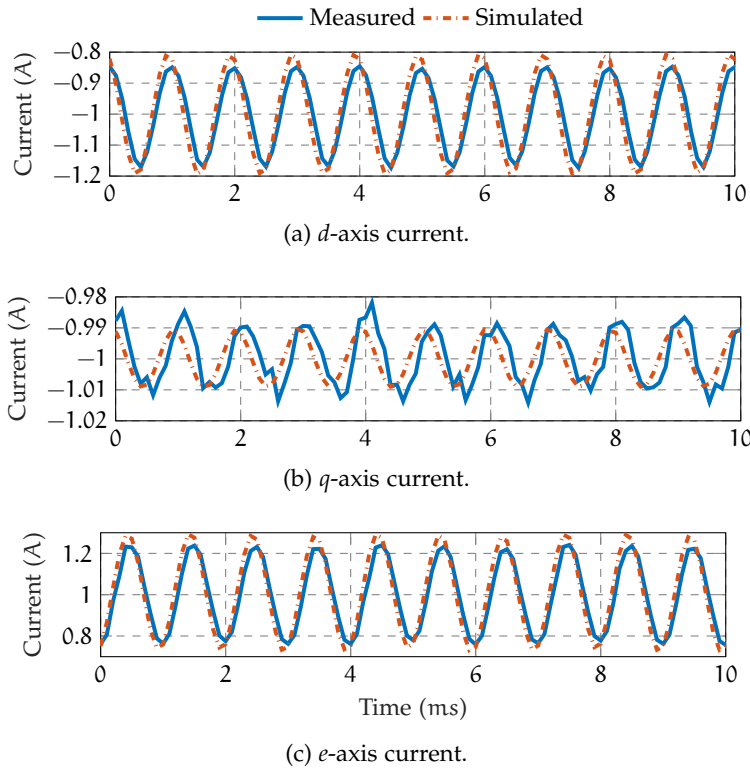 Measured Simulated
−0.8
−0.9
−1
−1.1
−1.2
Current (A)
0 2 4 6 8 10
(a) d-axis current.
−0.98
−0.99
−1
−1.01
−1.02
Current (A)
0 2 4 6 8 10
(b) q-axis current.
1.2
1
0.8
Current (A)
0 2 4 6 8 10
Time (ms)
(c) e-axis current.